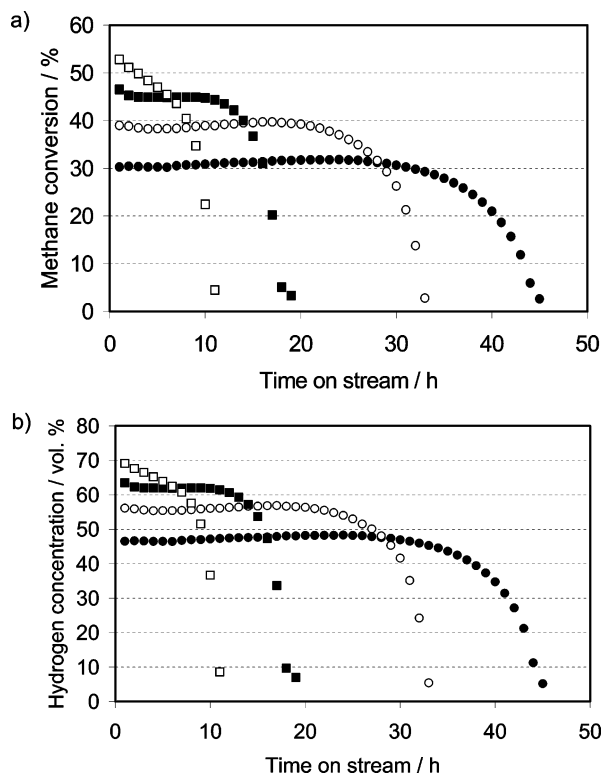 a)
Methane conversion / %
60
50
40
30
20
10
0
0 10 20 30 40 50
Time on stream / h
b)
Hydrogen concentration / vol. %
80
70
60
50
40
30
20
10
0
0 10 20 30 40 50
Time on stream / h